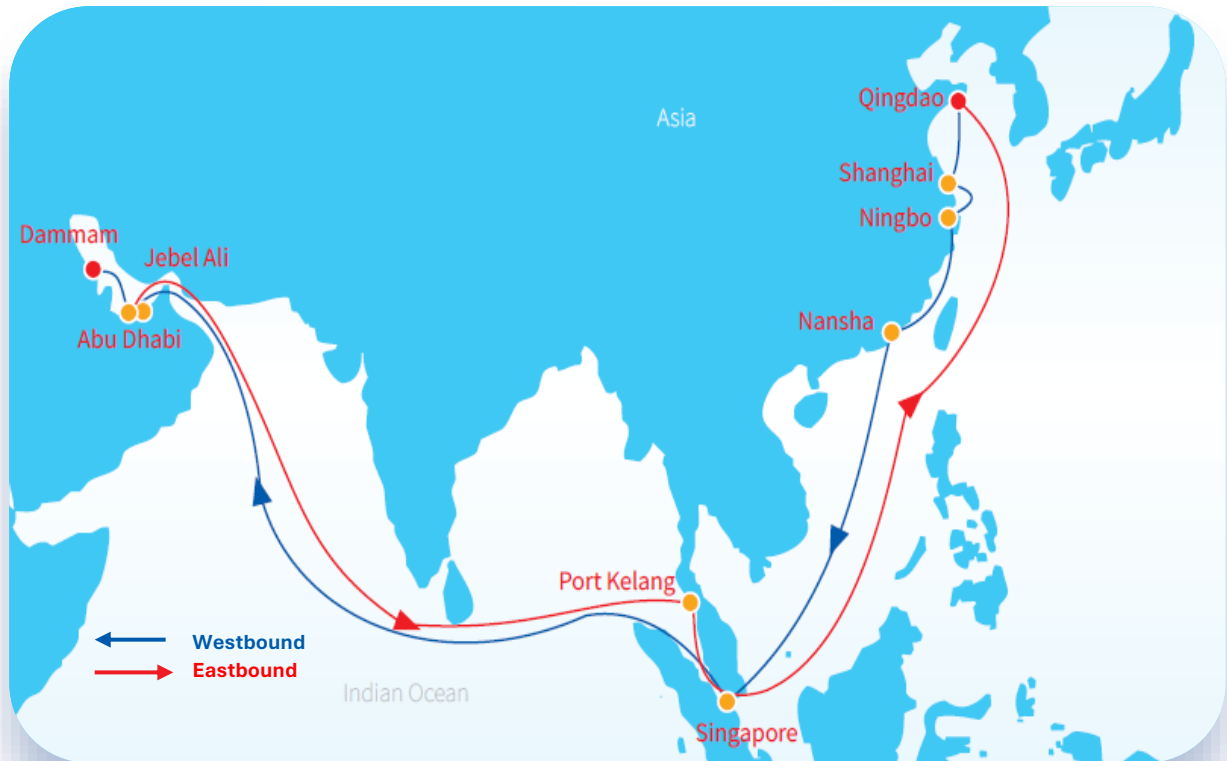 Asia
Qingdao
Shanghai
Ningbo
Dammam
Jebel Ali
Abu Dhabi
Nansha
Port Kelang
Westbound
Eastbound
Indian Ocean
Singapore